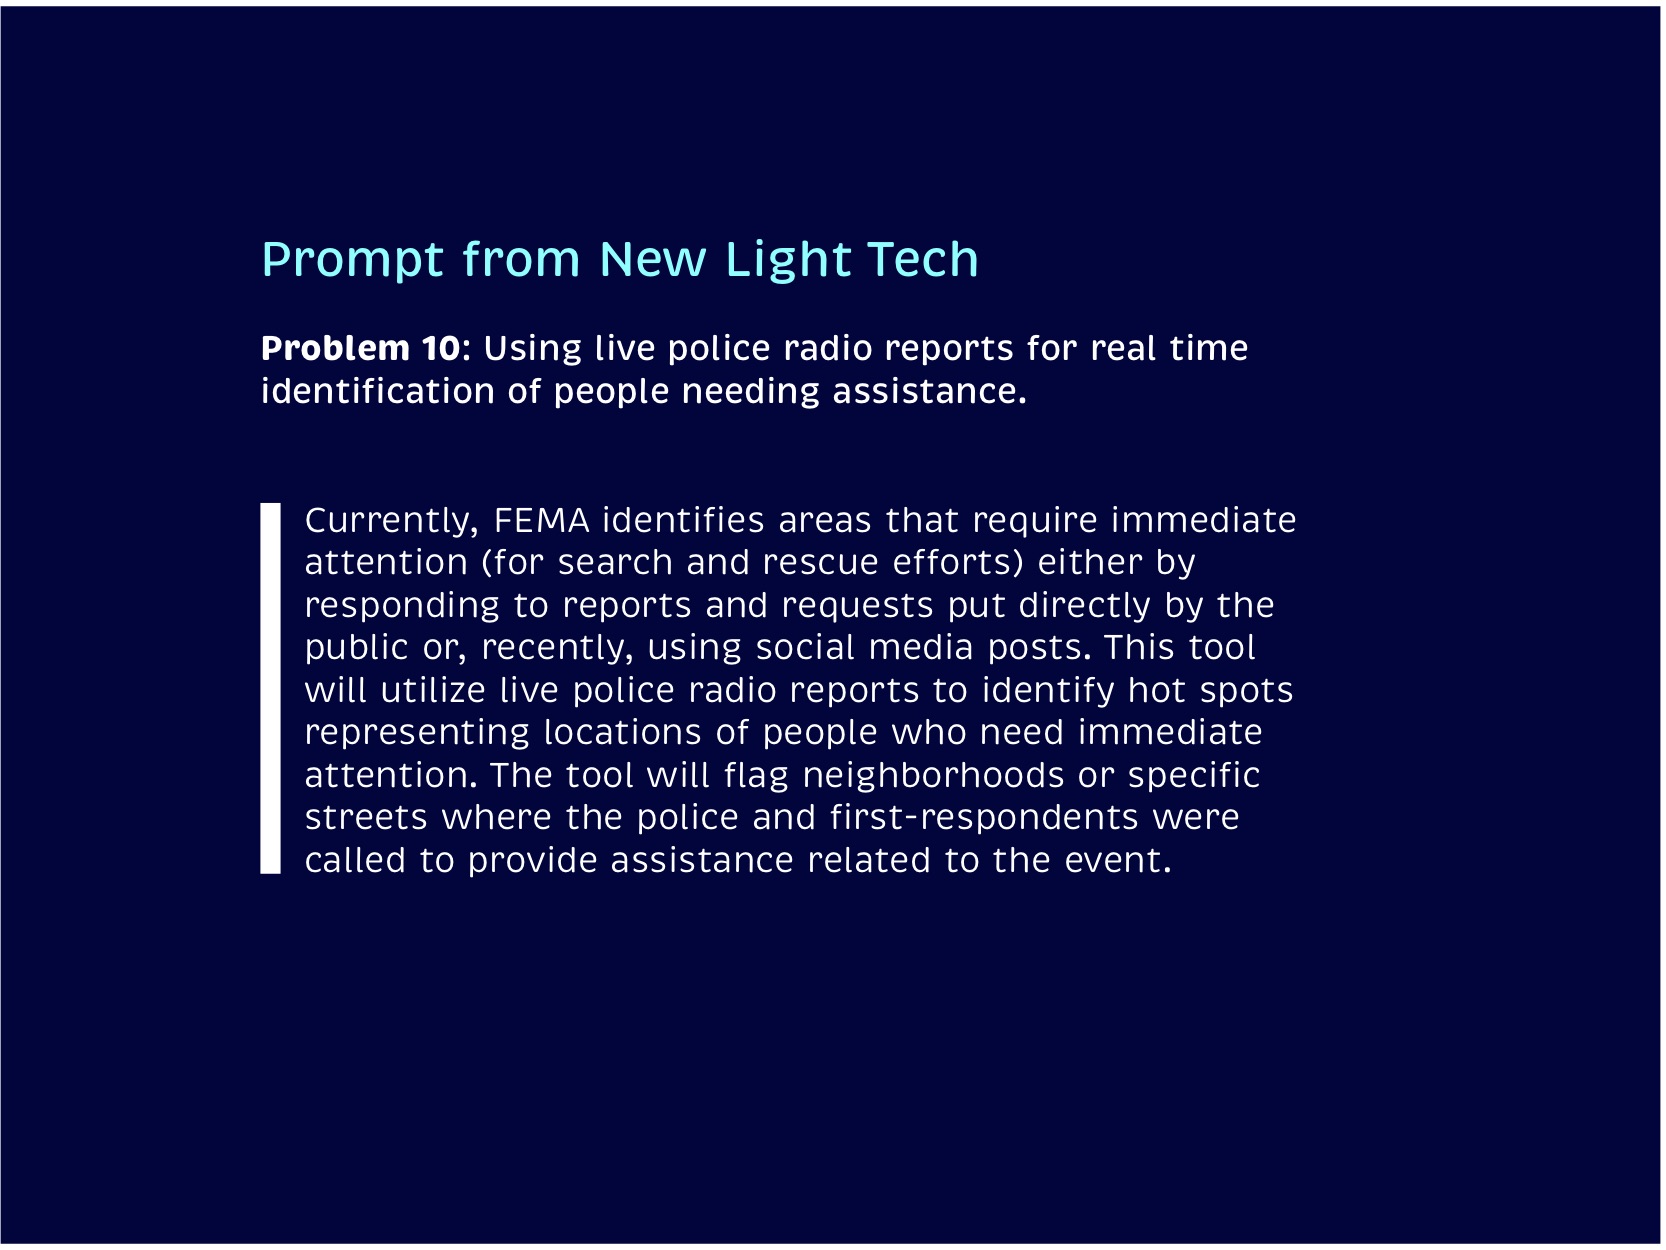 Prompt from New Light Tech
Problem 10: Using live police radio reports for real time
identification of people needing assistance.
Currently, FEMA identifies areas that require immediate
attention (for search and rescue efforts) either by
responding to reports and requests put directly by the
public or, recently, using social media posts. This tool
will utilize live police radio reports to identify hot spots
representing locations of people who need immediate
attention. The tool will flag neighborhoods or specific
streets where the police and first-respondents were
called to provide assistance related to the event.